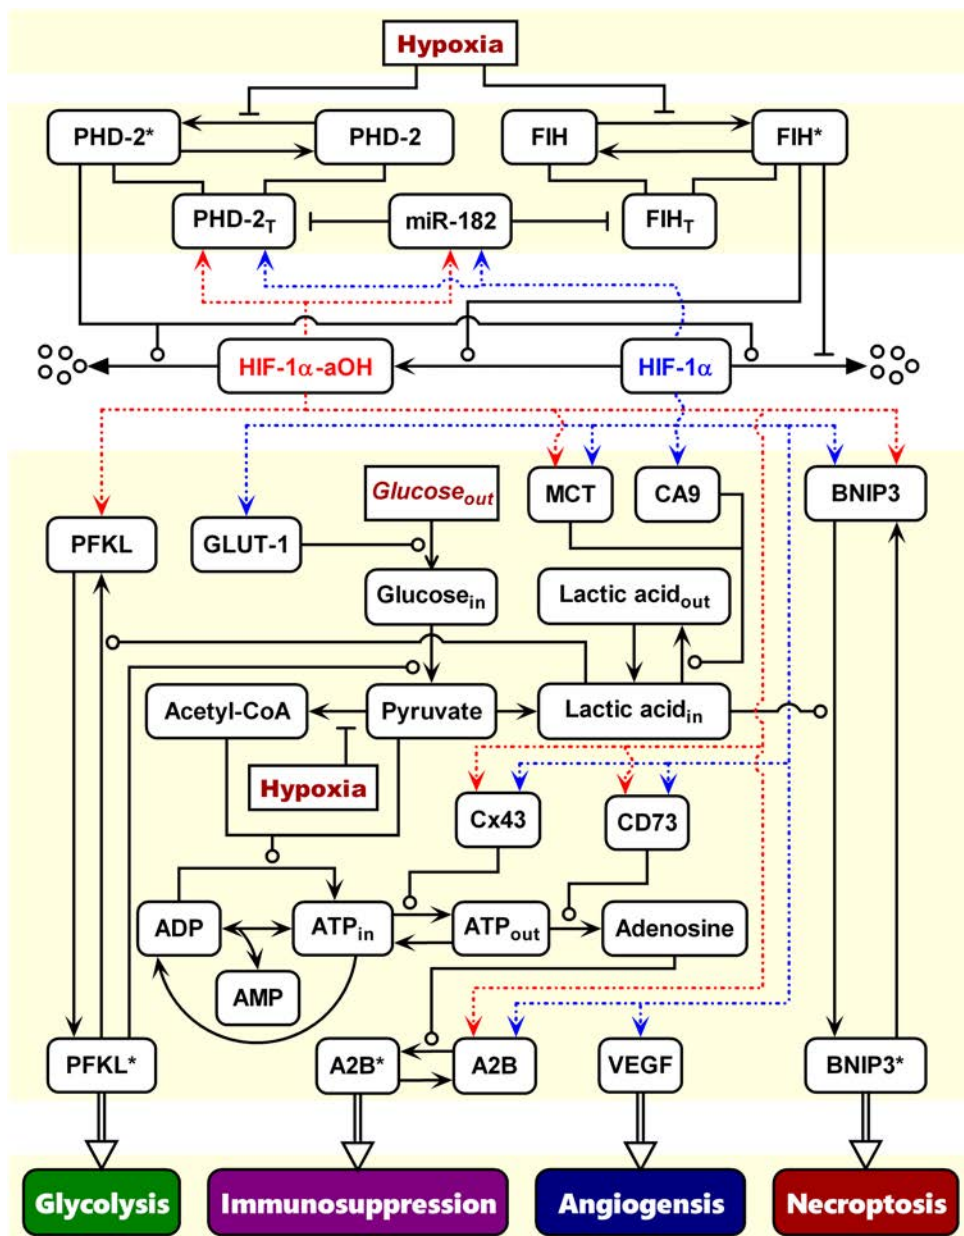 Hypoxia
PHD-2* PHD-2 FIH FIH*
PHD-2T miR-182 FIHT
HIF-1α-aOH HIF-1α
Glucoseout MCT CA9 BNIP3
PFKL GLUT-1
Glucosein Lactic acidout
Acetyl-CoA Pyruvate Lactic acidin
Hypoxia
Cx43 CD73
ADP ATPin ATPout Adenosine
AMP
PFKL* A2B* A2B VEGF BNIP3*
Glycolysis Immunosuppression Angiogensis Necroptosis